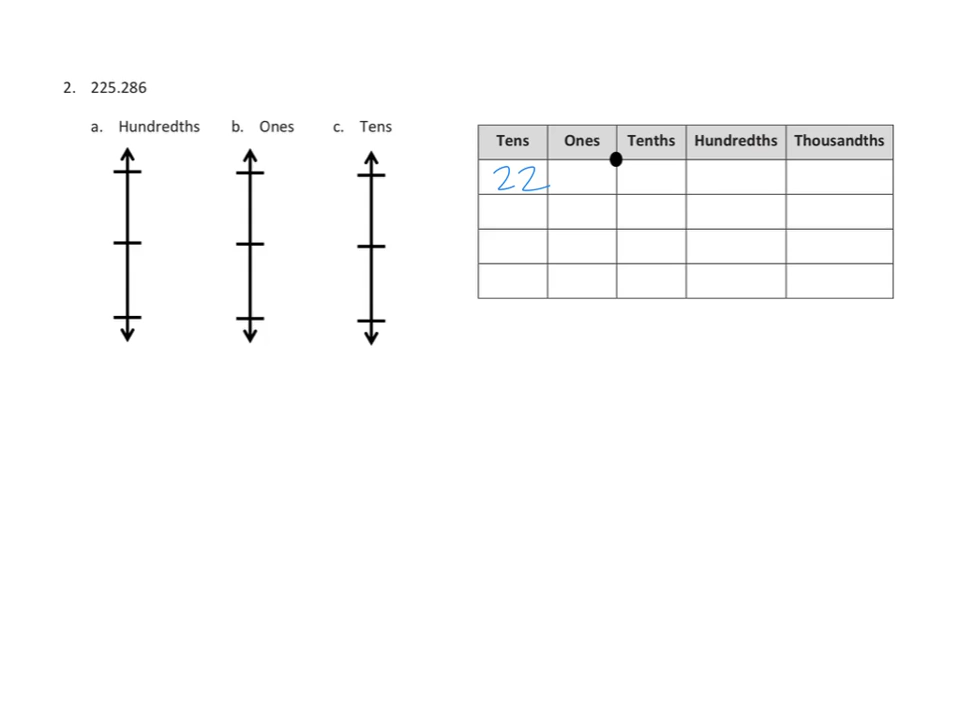 2. 225.286
a. Hundredths b. Ones c. Tens
Tens Ones Tenths Hundredths Thousandths
22